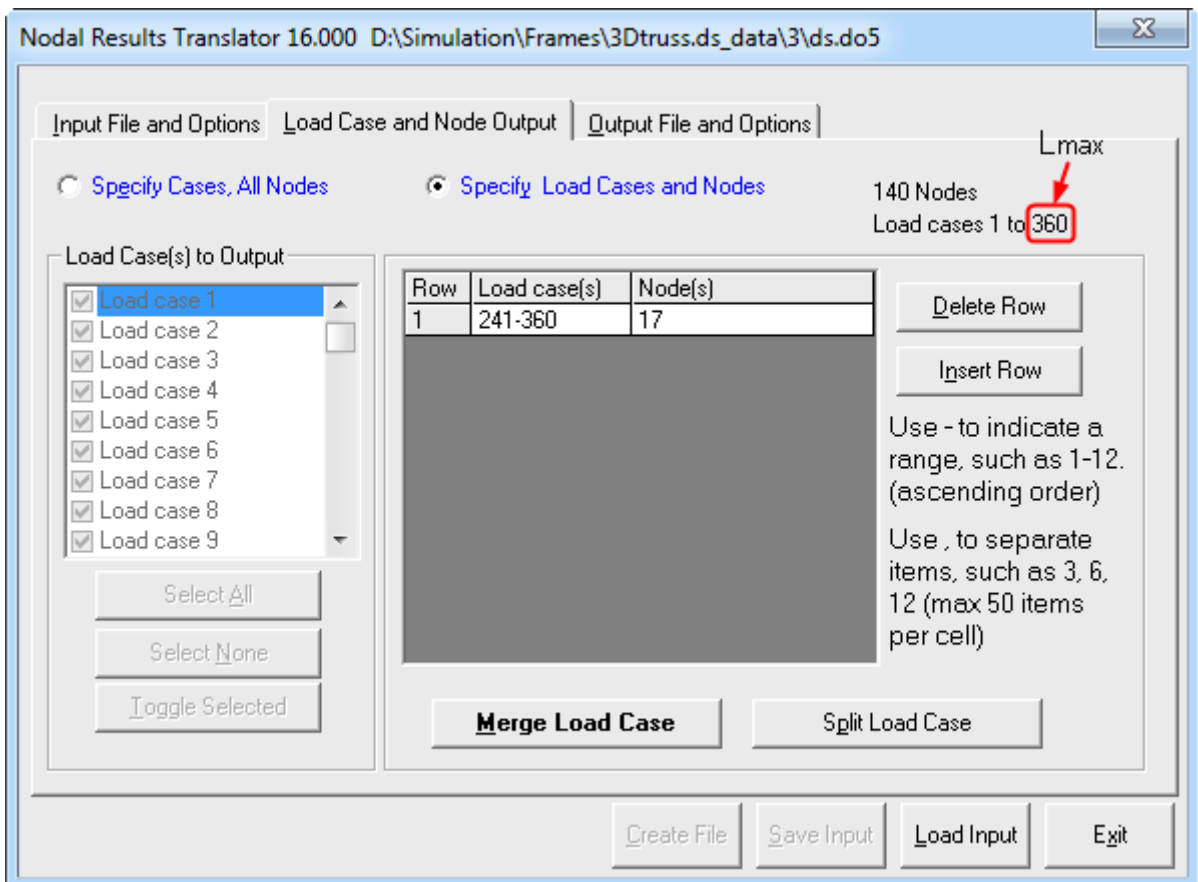 Nodal Results Translator 16.000 D:\Simulation\Frames\3Dtruss.ds_data\3\ds.do5
Input File and Options
Load Case and Node Output
Output File and Options
Lmax
Specify Cases, All Nodes
Specify Load Cases and Nodes
140 Nodes
Load cases 1 to 360
Load Case(s) to Output
Load case 1
Load case 2
Load case 3
Load case 4
Load case 5
Load case 6
Load case 7
Load case 8
Load case 9
Select All
Select None
Toggle Selected
Row Load case(s) Node(s)
1 241-360 17
Delete Row
Insert Row
Use - to indicate a
range, such as 1-12.
(ascending order)
Use , to separate
items, such as 3, 6,
12 (max 50 items
per cell)
Merge Load Case
Split Load Case
Create File
Save Input
Load Input
Exit